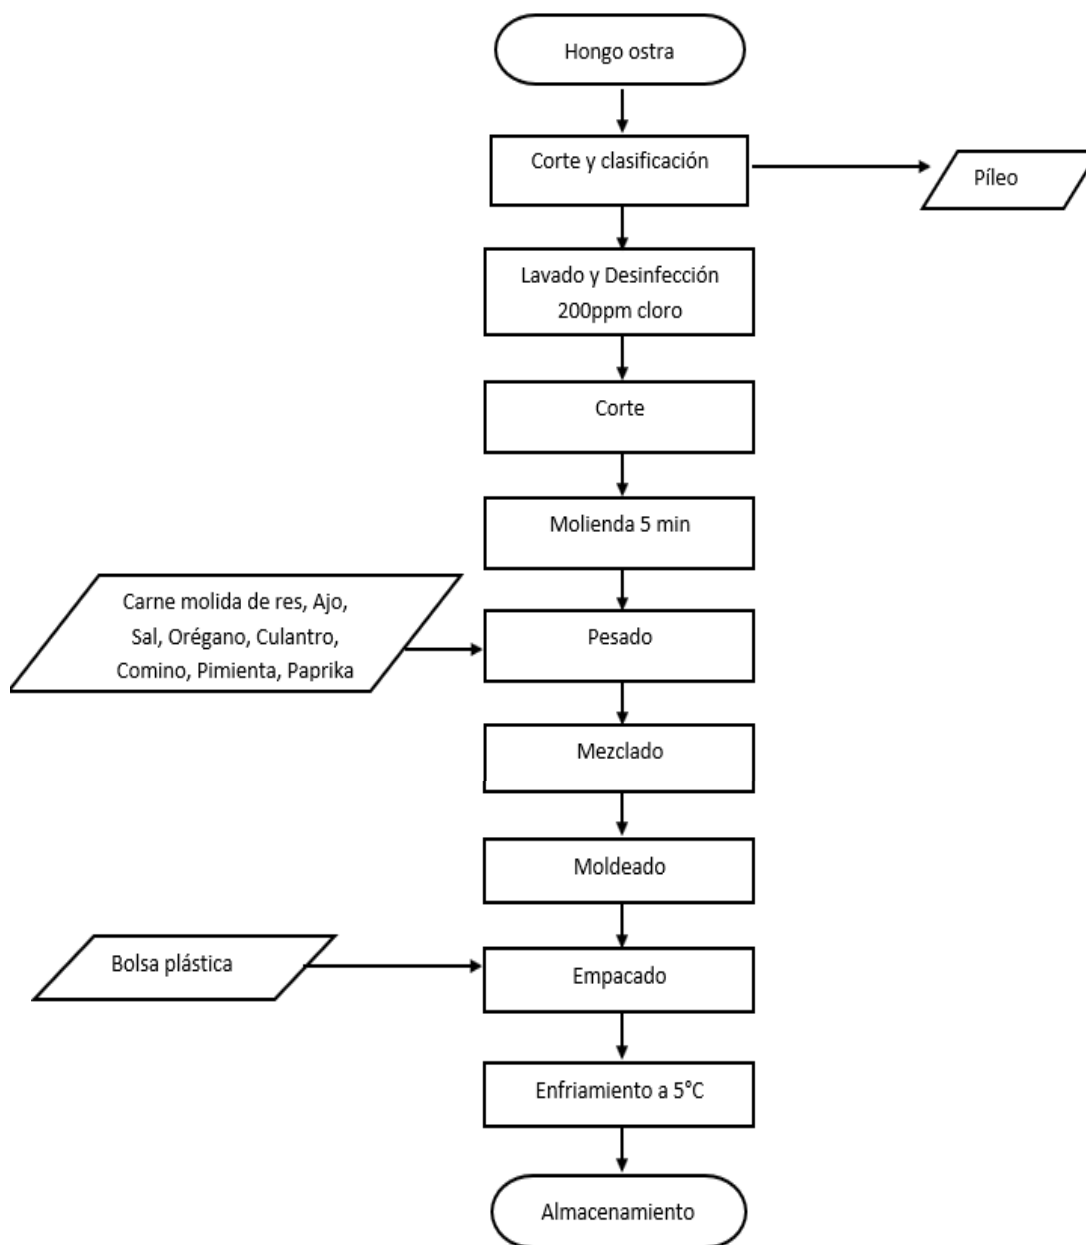 Hongo ostra
Corte y clasificación
Píleo
Lavado y Desinfección
200ppm cloro
Corte
Molienda 5 min
Carne molida de res, Ajo,
Sal, Orégano, Culantro,
Comino, Pimienta, Paprika
Pesado
Mezclado
Moldeado
Bolsa plástica
Empacado
Enfriamiento a 5°C
Almacenamiento